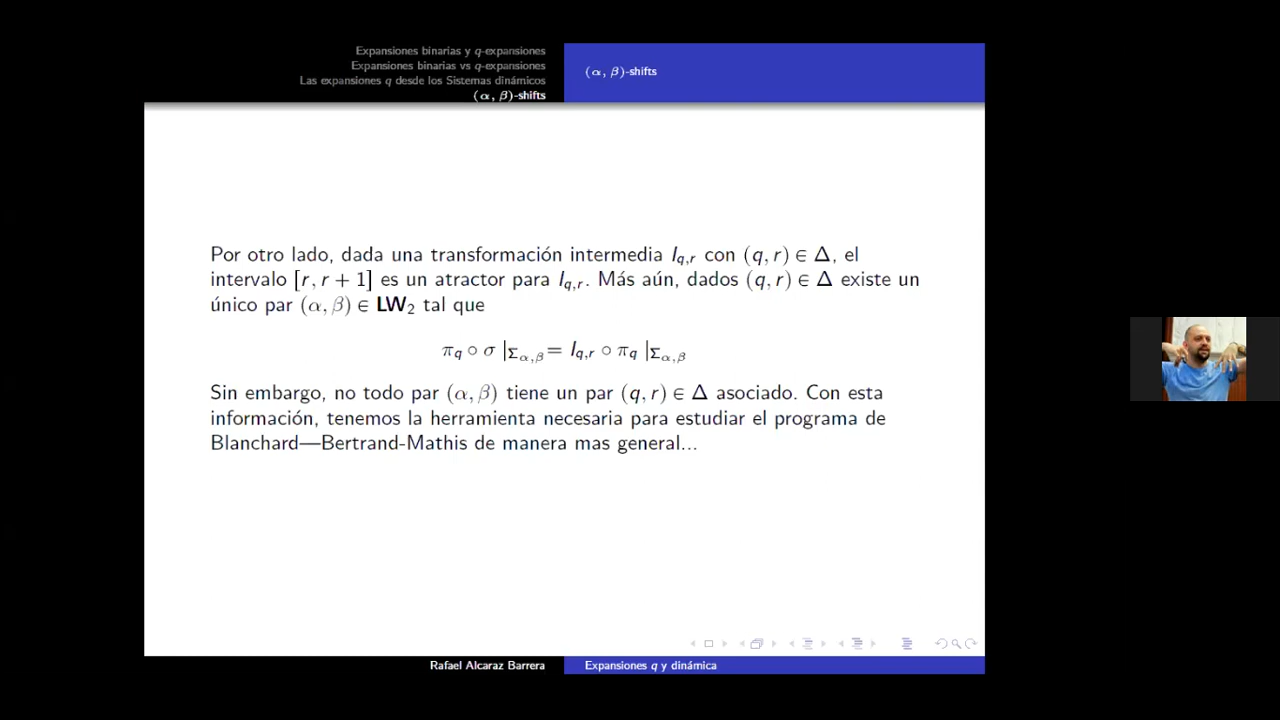 Expansiones binarias y q-expansiones
Expansiones binarias vs q-expansiones
Las expansiones q desde los Sistemas dinámicos
(α, β)-shifts
(α, β)-shifts
Por otro lado, dada una transformación intermedia I_{q,r} con (q, r) ∈ Δ, el
intervalo [r, r + 1] es un atractor para I_{q,r}. Más aún, dados (q, r) ∈ Δ existe un
único par (α, β) ∈ LW₂ tal que
π_q ∘ σ |_{Σ_{α,β}} = I_{q,r} ∘ π_q |_{Σ_{α,β}}
Sin embargo, no todo par (α, β) tiene un par (q, r) ∈ Δ asociado. Con esta
información, tenemos la herramienta necesaria para estudiar el programa de
Blanchard—Bertrand-Mathis de manera mas general...
Rafael Alcaraz Barrera
Expansiones q y dinámica